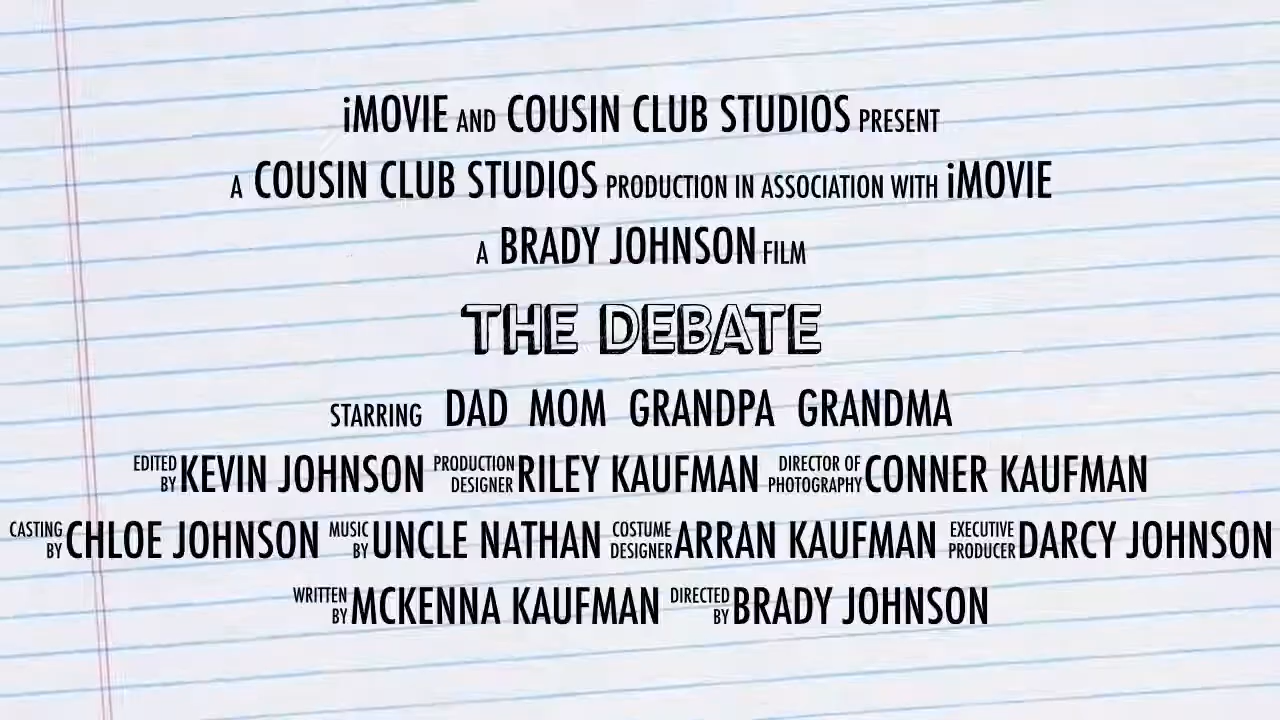 iMOVIE AND COUSIN CLUB STUDIOS PRESENT
A COUSIN CLUB STUDIOS PRODUCTION IN ASSOCIATION WITH iMOVIE
A BRADY JOHNSON FILM
THE DEBATE
STARRING DAD MOM GRANDPA GRANDMA
EDITED BY KEVIN JOHNSON PRODUCTION DESIGNER RILEY KAUFMAN DIRECTOR OF PHOTOGRAPHY CONNER KAUFMAN
CASTING BY CHLOE JOHNSON MUSIC BY UNCLE NATHAN COSTUME DESIGNER ARRAN KAUFMAN EXECUTIVE PRODUCER DARCY JOHNSON
WRITTEN BY MCKENNA KAUFMAN DIRECTED BY BRADY JOHNSON